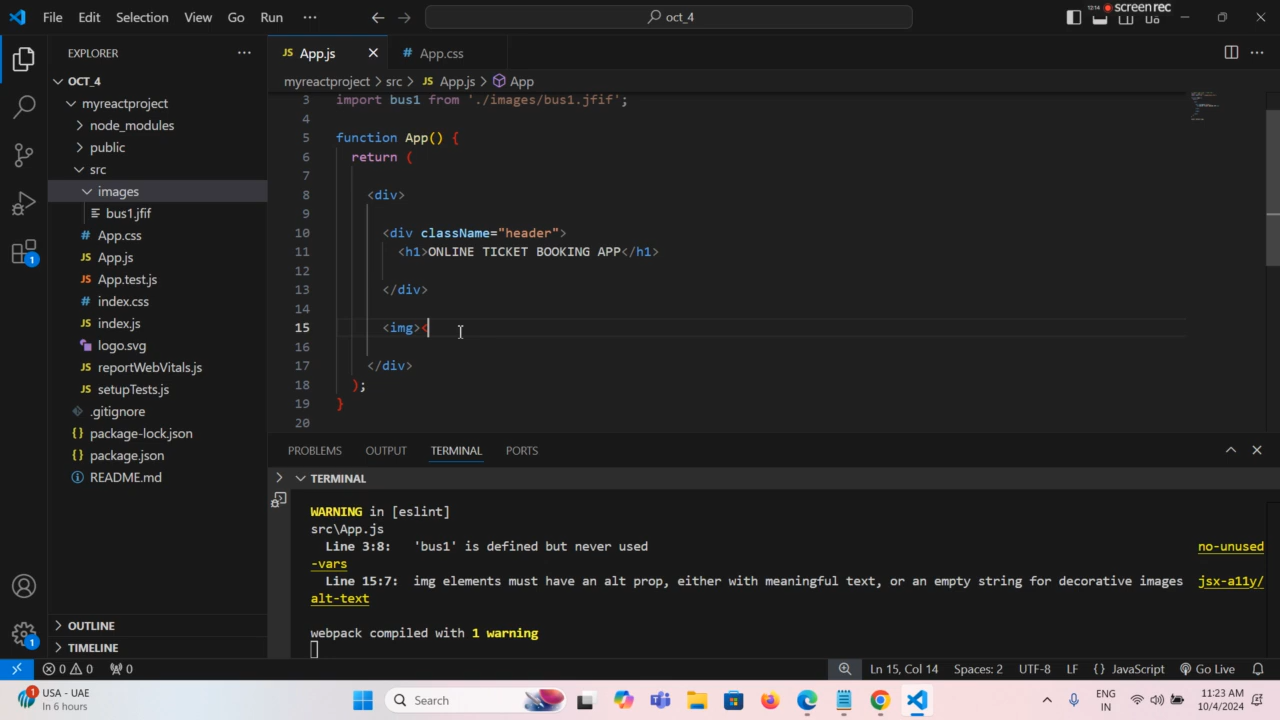 File Edit Selection View Go Run ··· oct_4 12:14 screen rec
EXPLORER
OCT_4
myreactproject
node_modules
public
src
images
bus1.jfif
App.css
App.js
App.test.js
index.css
index.js
logo.svg
reportWebVitals.js
setupTests.js
.gitignore
package-lock.json
package.json
README.md
OUTLINE
TIMELINE
App.js App.css
myreactproject > src > App.js > App
3 import bus1 from './images/bus1.jfif';
4
5 function App() {
6 return (
7
8 <div>
9
10 <div className="header">
11 <h1>ONLINE TICKET BOOKING APP</h1>
12
13 </div>
14
15 <img><
16
17 </div>
18 );
19 }
20
PROBLEMS OUTPUT TERMINAL PORTS
TERMINAL
WARNING in [eslint]
src\App.js
Line 3:8: 'bus1' is defined but never used no-unused
-vars
Line 15:7: img elements must have an alt prop, either with meaningful text, or an empty string for decorative images jsx-a11y/
alt-text
webpack compiled with 1 warning
1
1
0 0 0 Ln 15, Col 14 Spaces: 2 UTF-8 LF {} JavaScript Go Live
1 USA - UAE
In 6 hours
Search
ENG
IN
11:23 AM
10/4/2024